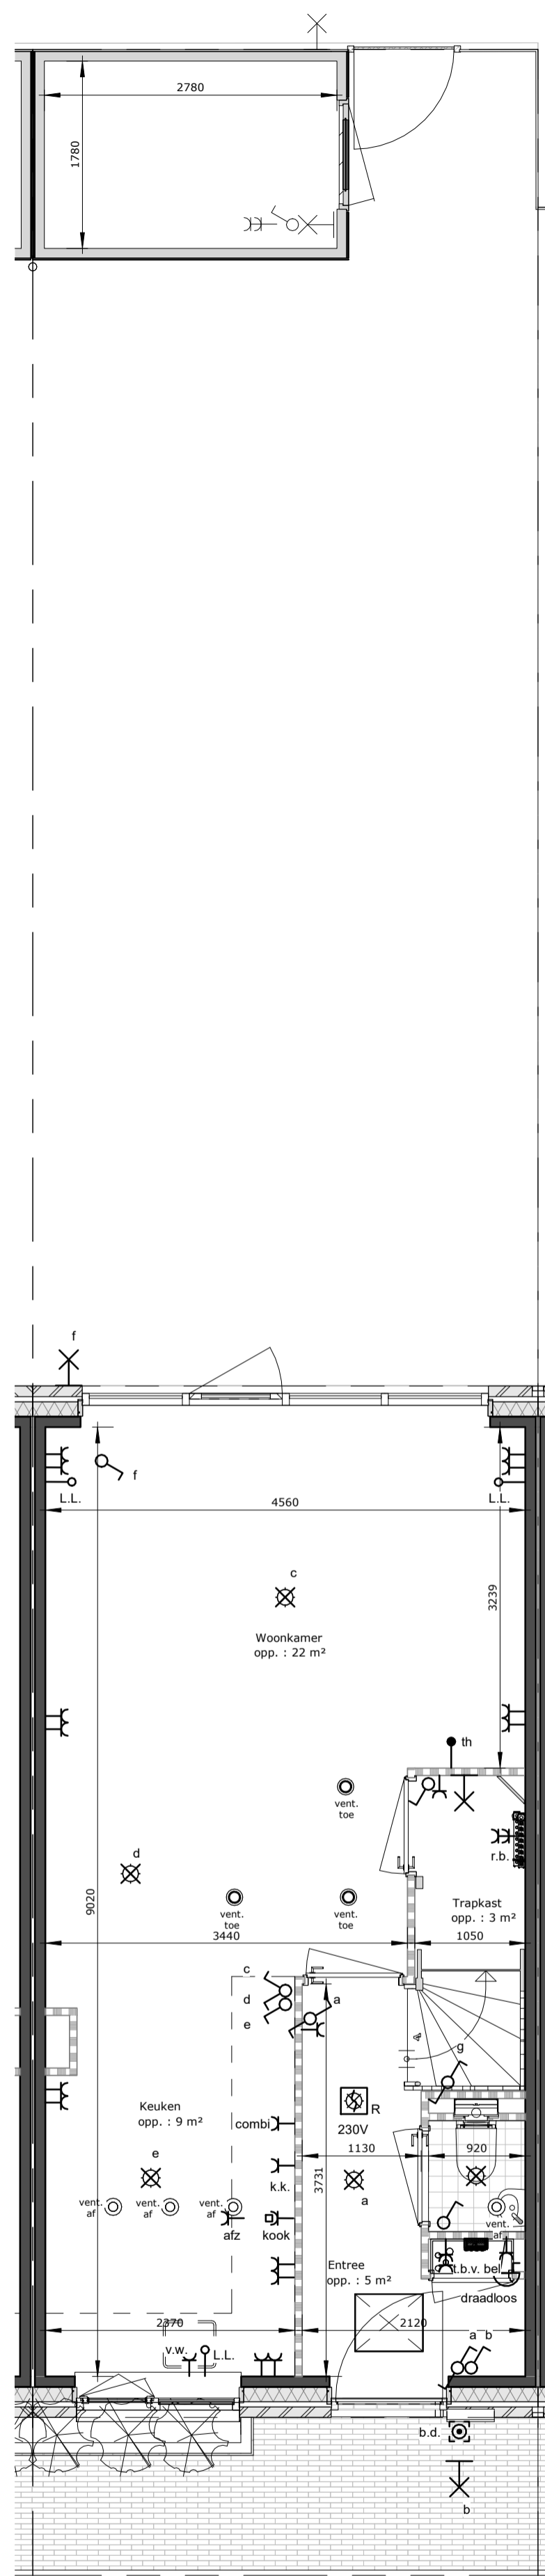 2780
1780
f
f
L.L.
L.L.
4560
3239
c
Woonkamer
opp. : 22 m²
th
vent.
toe
r.b.
d
9020
vent.
toe
vent.
toe
Trapkast
opp. : 3 m²
3440
1050
c
d
e
a
g
Keuken
opp. : 9 m²
combi
R
230V
1130
920
e
k.k.
3731
a
vent.
af
vent.
af
vent.
af
vent.
af
afz
kook
Entree
opp. : 5 m²
t.b.v. bel
draadloos
2370
2120
v.w.
L.L.
a b
b.d.
b